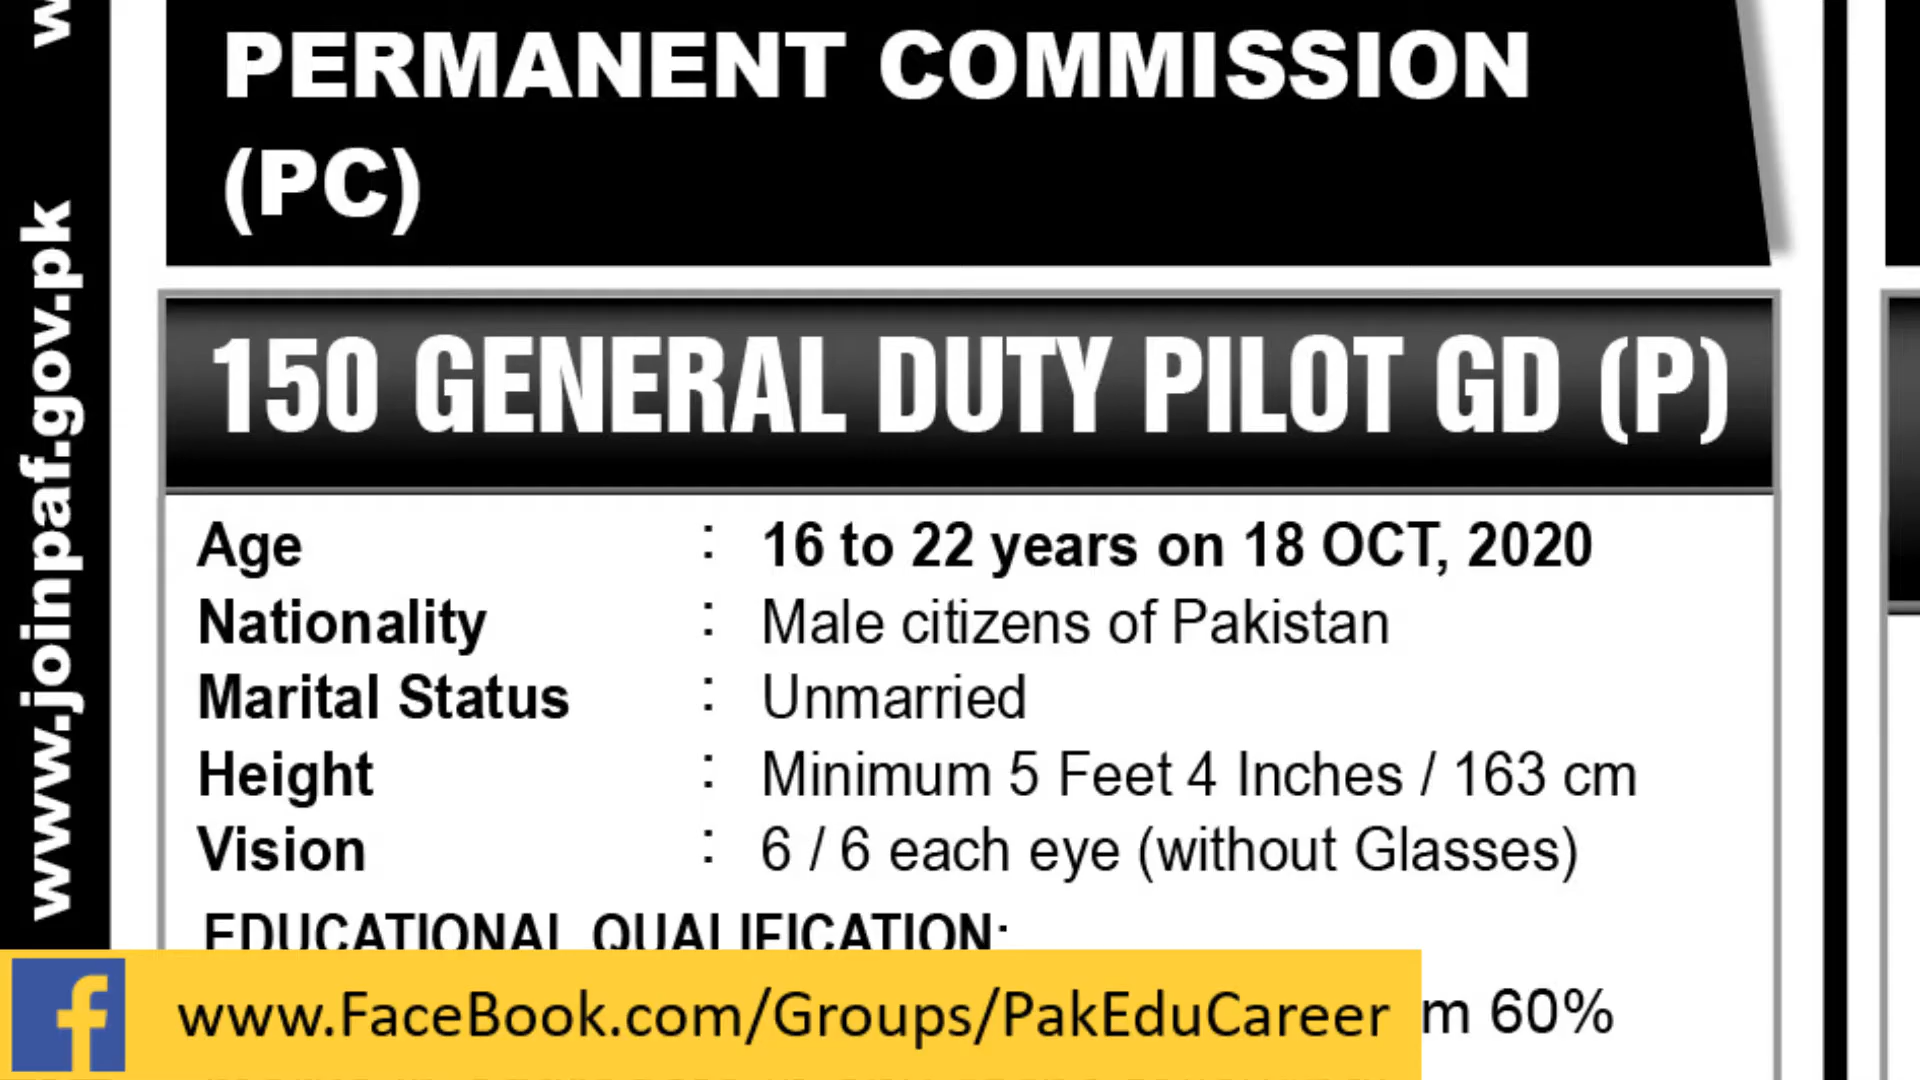 www.joinpaf.gov.pk
PERMANENT COMMISSION
(PC)
150 GENERAL DUTY PILOT GD (P)
Age : 16 to 22 years on 18 OCT, 2020
Nationality : Male citizens of Pakistan
Marital Status : Unmarried
Height : Minimum 5 Feet 4 Inches / 163 cm
Vision : 6 / 6 each eye (without Glasses)
EDUCATIONAL QUALIFICATION:
60%
www.FaceBook.com/Groups/PakEduCareer